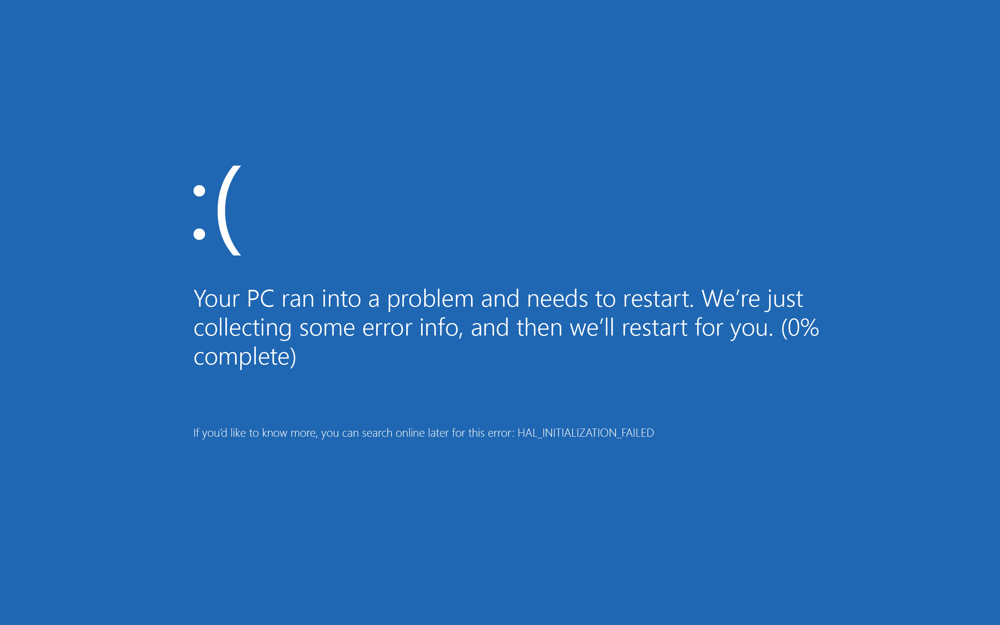 :(
Your PC ran into a problem and needs to restart. We’re just
collecting some error info, and then we’ll restart for you. (0%
complete)
If you’d like to know more, you can search online later for this error: HAL_INITIALIZATION_FAILED